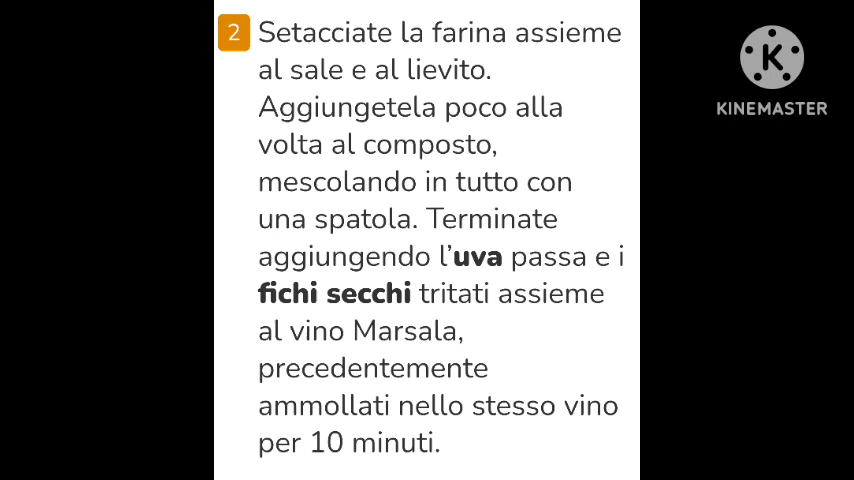 2
Setacciate la farina assieme
al sale e al lievito.
Aggiungetela poco alla
volta al composto,
mescolando in tutto con
una spatola. Terminate
aggiungendo l’uva passa e i
fichi secchi tritati assieme
al vino Marsala,
precedentemente
ammollati nello stesso vino
per 10 minuti.
K
KINEMASTER